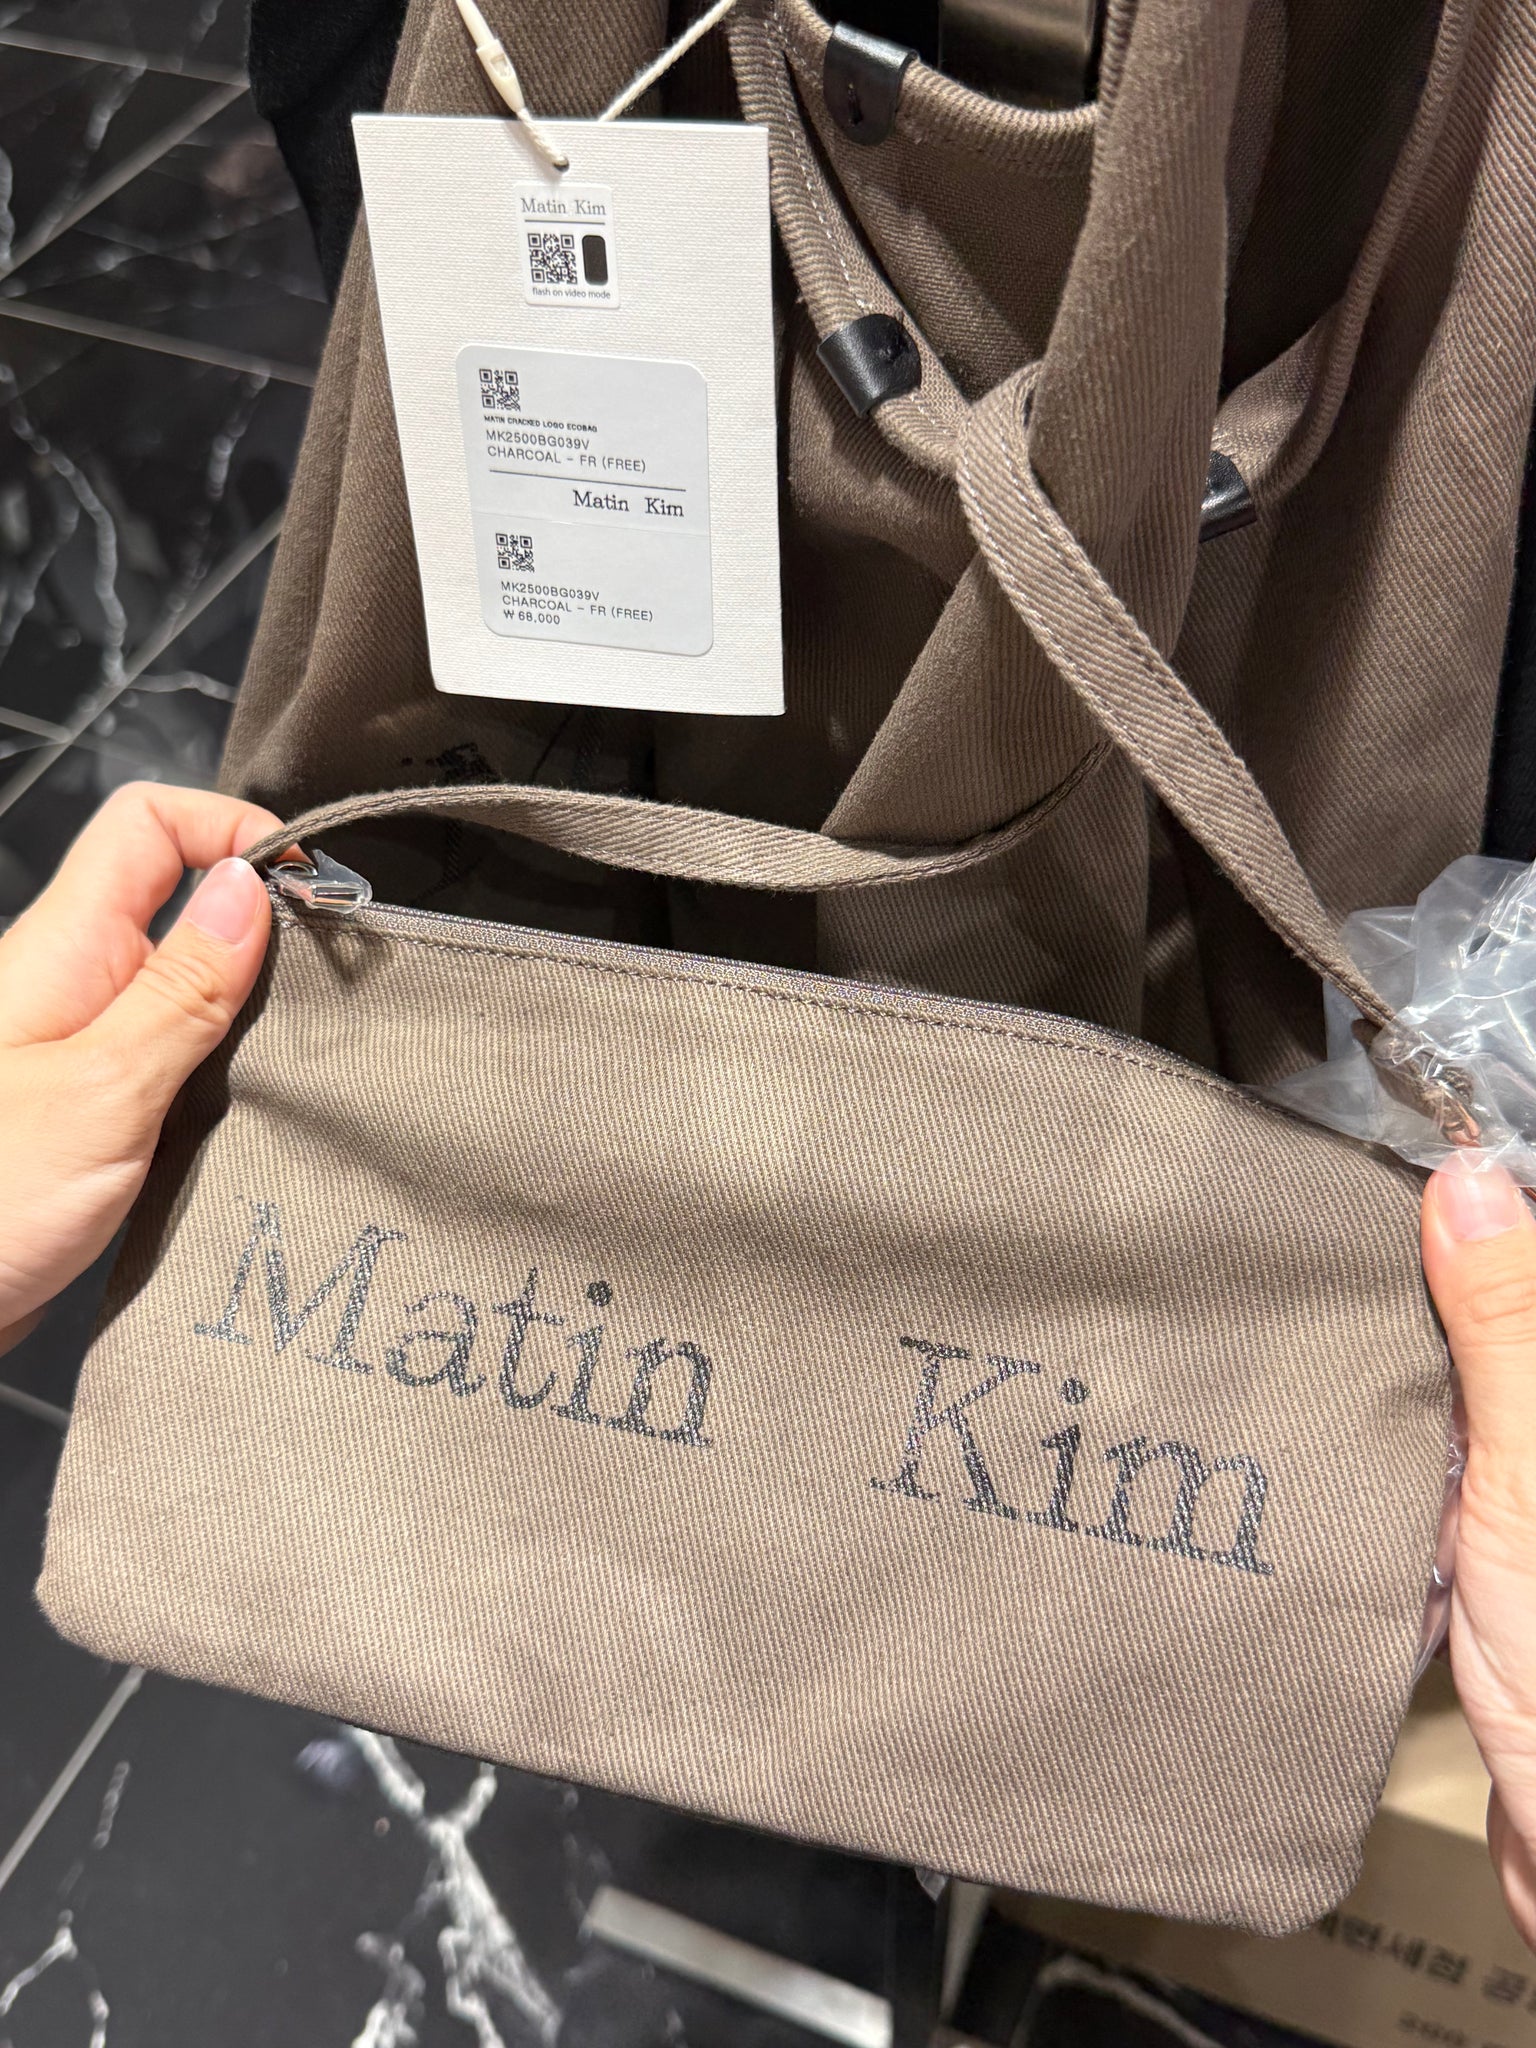 Matin Kim
flash on video mode
MATIN CRACKED LOGO ECOBAG
MK2500BG039V
CHARCOAL - FR (FREE)
Matin Kim
MK2500BG039V
CHARCOAL - FR (FREE)
₩ 68,000
Matin Kim